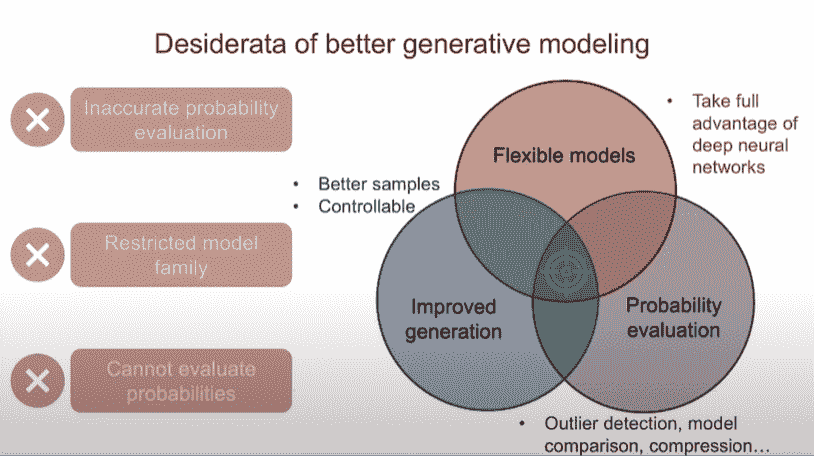 Desiderata of better generative modeling
Inaccurate probability
evaluation
Restricted model
family
Cannot evaluate
probabilities
• Better samples
• Controllable
Flexible models
• Take full
advantage of
deep neural
networks
Improved
generation
Probability
evaluation
• Outlier detection, model
comparison, compression…